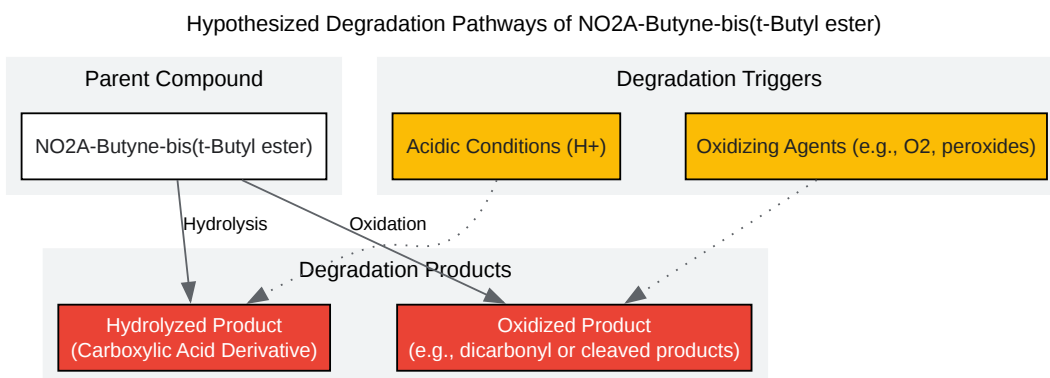 Hypothesized Degradation Pathways of NO2A-Butyne-bis(t-Butyl ester)
Parent Compound
Degradation Triggers
NO2A-Butyne-bis(t-Butyl ester)
Acidic Conditions (H+)
Oxidizing Agents (e.g., O2, peroxides)
Hydrolysis
Oxidation
Degradation Products
Hydrolyzed Product
(Carboxylic Acid Derivative)
Oxidized Product
(e.g., dicarbonyl or cleaved products)